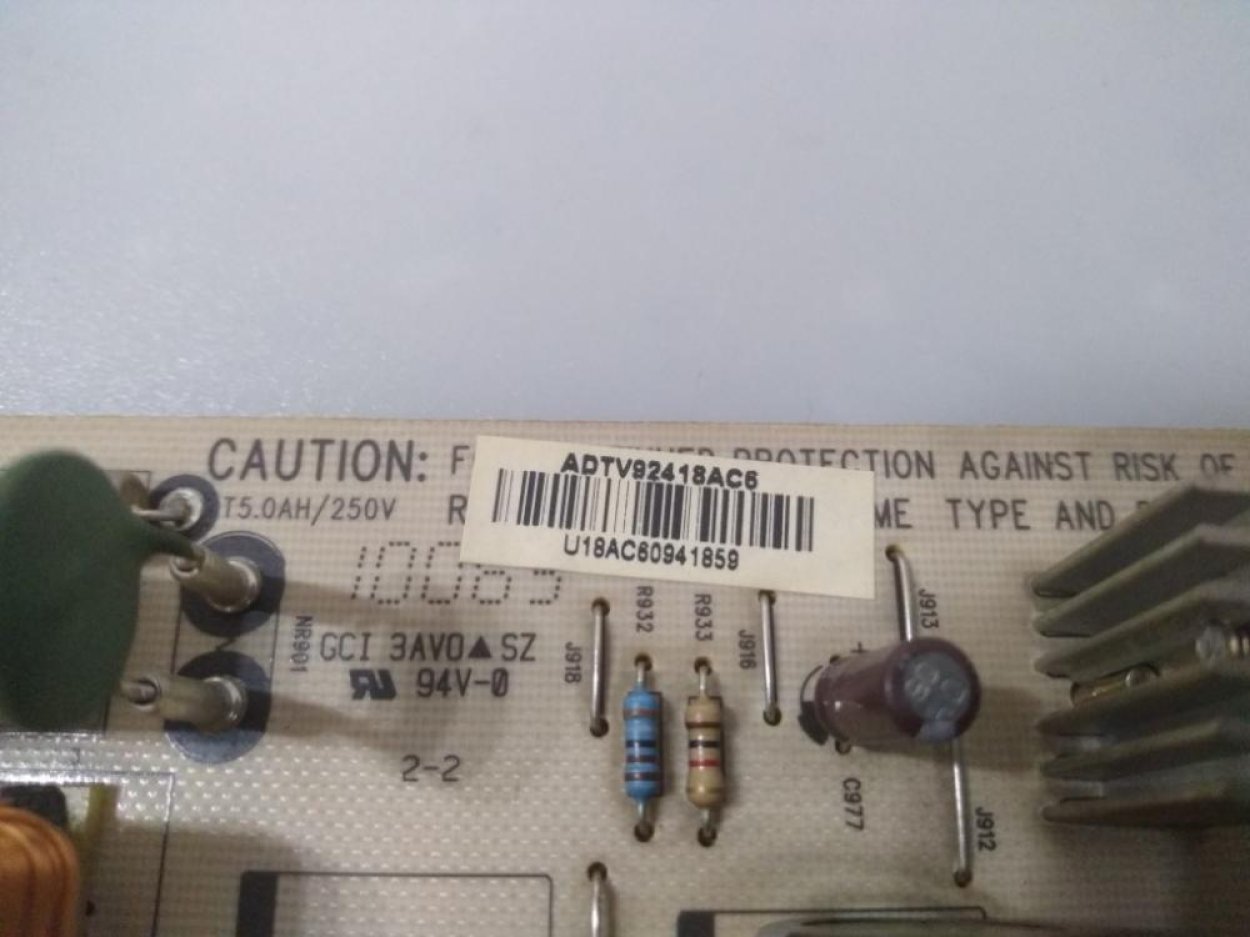 CAUTION: F PROTECTION AGAINST RISK OF
T5.0AH/250V R ME TYPE AND
ADTV92418AC6
U18AC60941859
10065
GCI 3AV0▲SZ
94V-0
2-2
NR901
J918
R932
R933
J916
J913
+
C977
J912